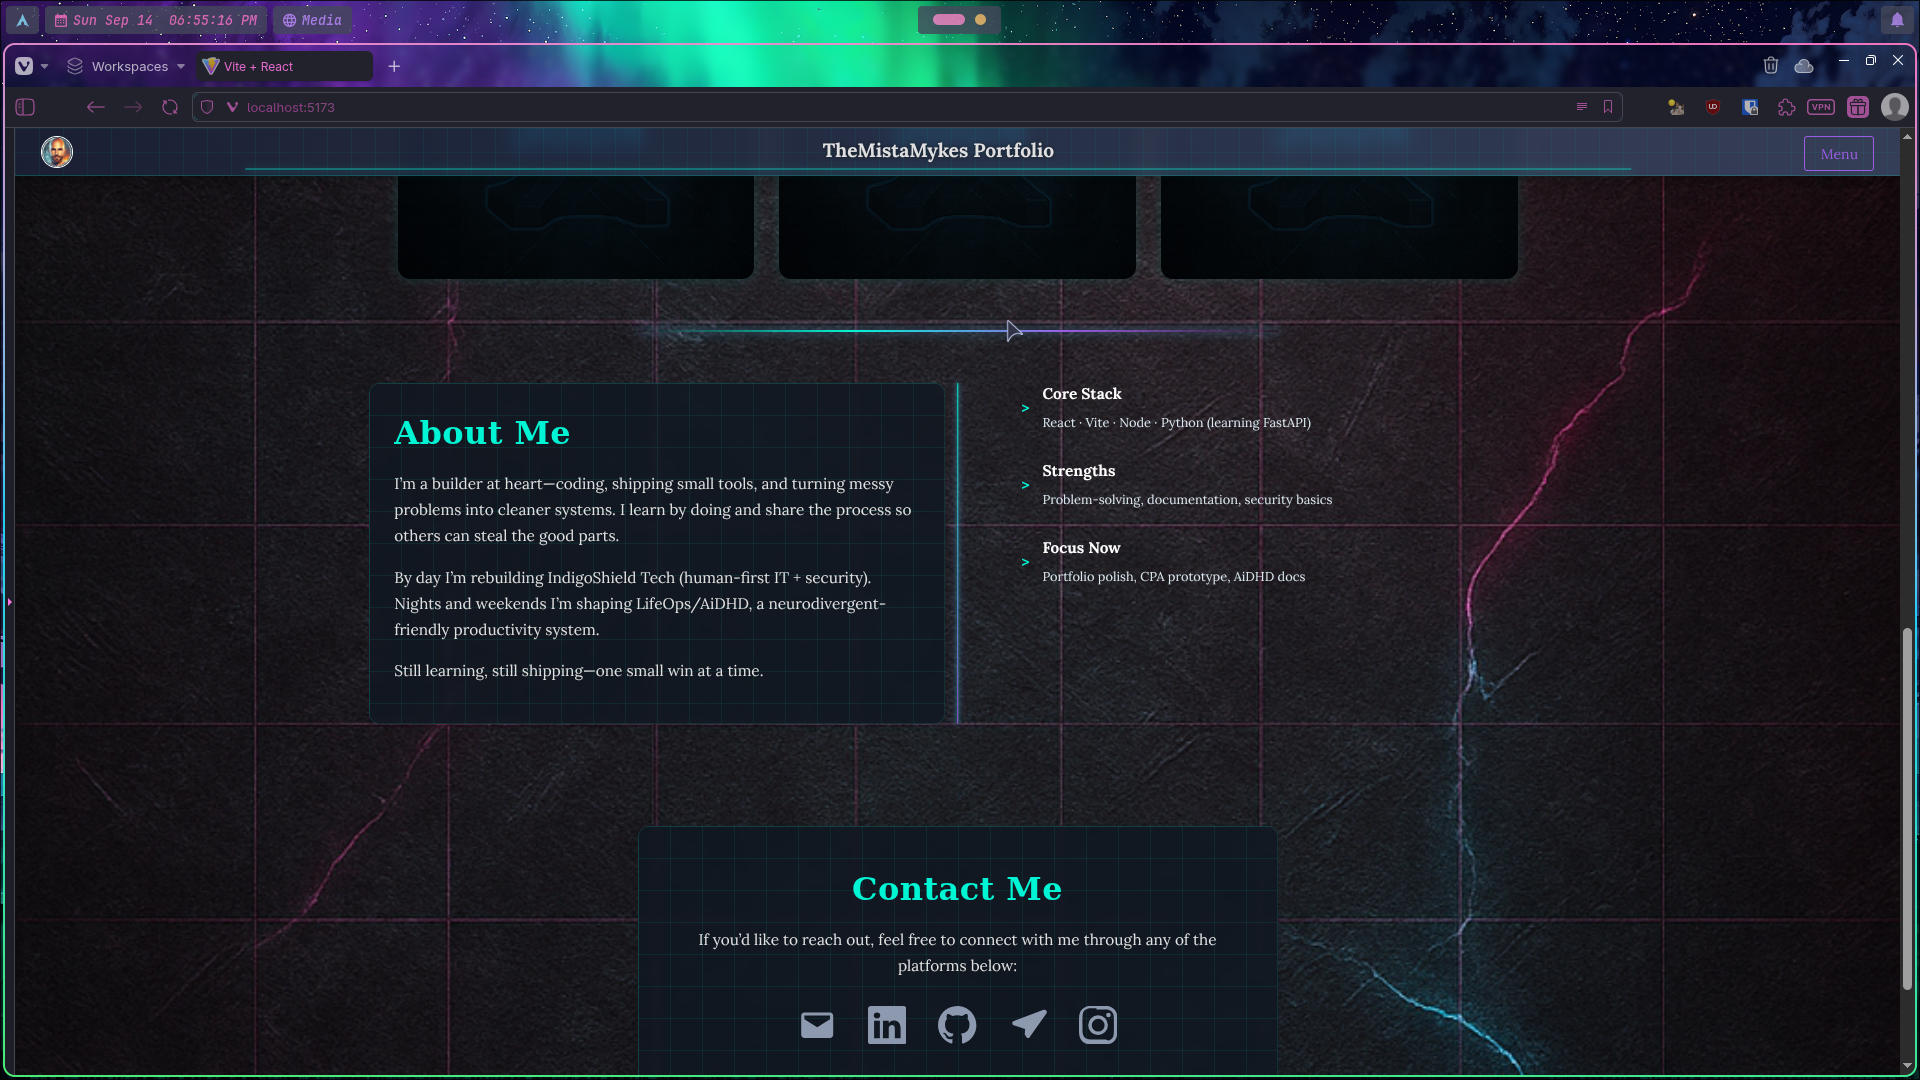 Sun Sep 14 06:55:16 PM
Media
Workspaces
Vite + React
localhost:5173
VPN
TheMistaMykes Portfolio
Menu
About Me
I’m a builder at heart—coding, shipping small tools, and turning messy
problems into cleaner systems. I learn by doing and share the process so
others can steal the good parts.
By day I’m rebuilding IndigoShield Tech (human-first IT + security).
Nights and weekends I’m shaping LifeOps/AiDHD, a neurodivergent-
friendly productivity system.
Still learning, still shipping—one small win at a time.
Core Stack
>
React · Vite · Node · Python (learning FastAPI)
Strengths
>
Problem-solving, documentation, security basics
Focus Now
>
Portfolio polish, CPA prototype, AiDHD docs
Contact Me
If you’d like to reach out, feel free to connect with me through any of the
platforms below:
in